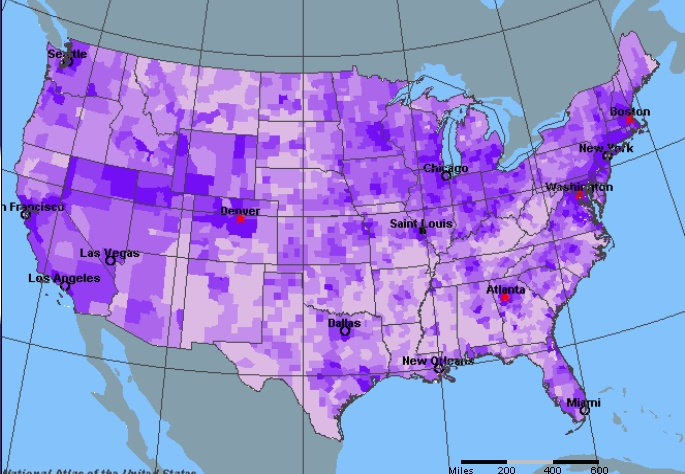 Seattle
Boston
New York
Chicago
Washington
n Francisco
Denver
Saint Louis
Las Vegas
Los Angeles
Atlanta
Dallas
New Orleans
Miami
National Atlas of the United States
Miles 200 400 600